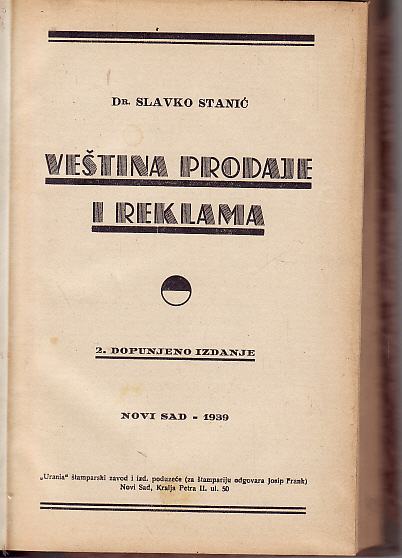 Dr. SLAVKO STANIĆ
VEŠTINA PRODAJE
I REKLAMA
2. DOPUNJENO IZDANJE
NOVI SAD - 1939
„Urania“ štamparski zavod i izd. poduzeće (za štampariju odgovara Josip Frank)
Novi Sad, Kralja Petra II. ul. 50